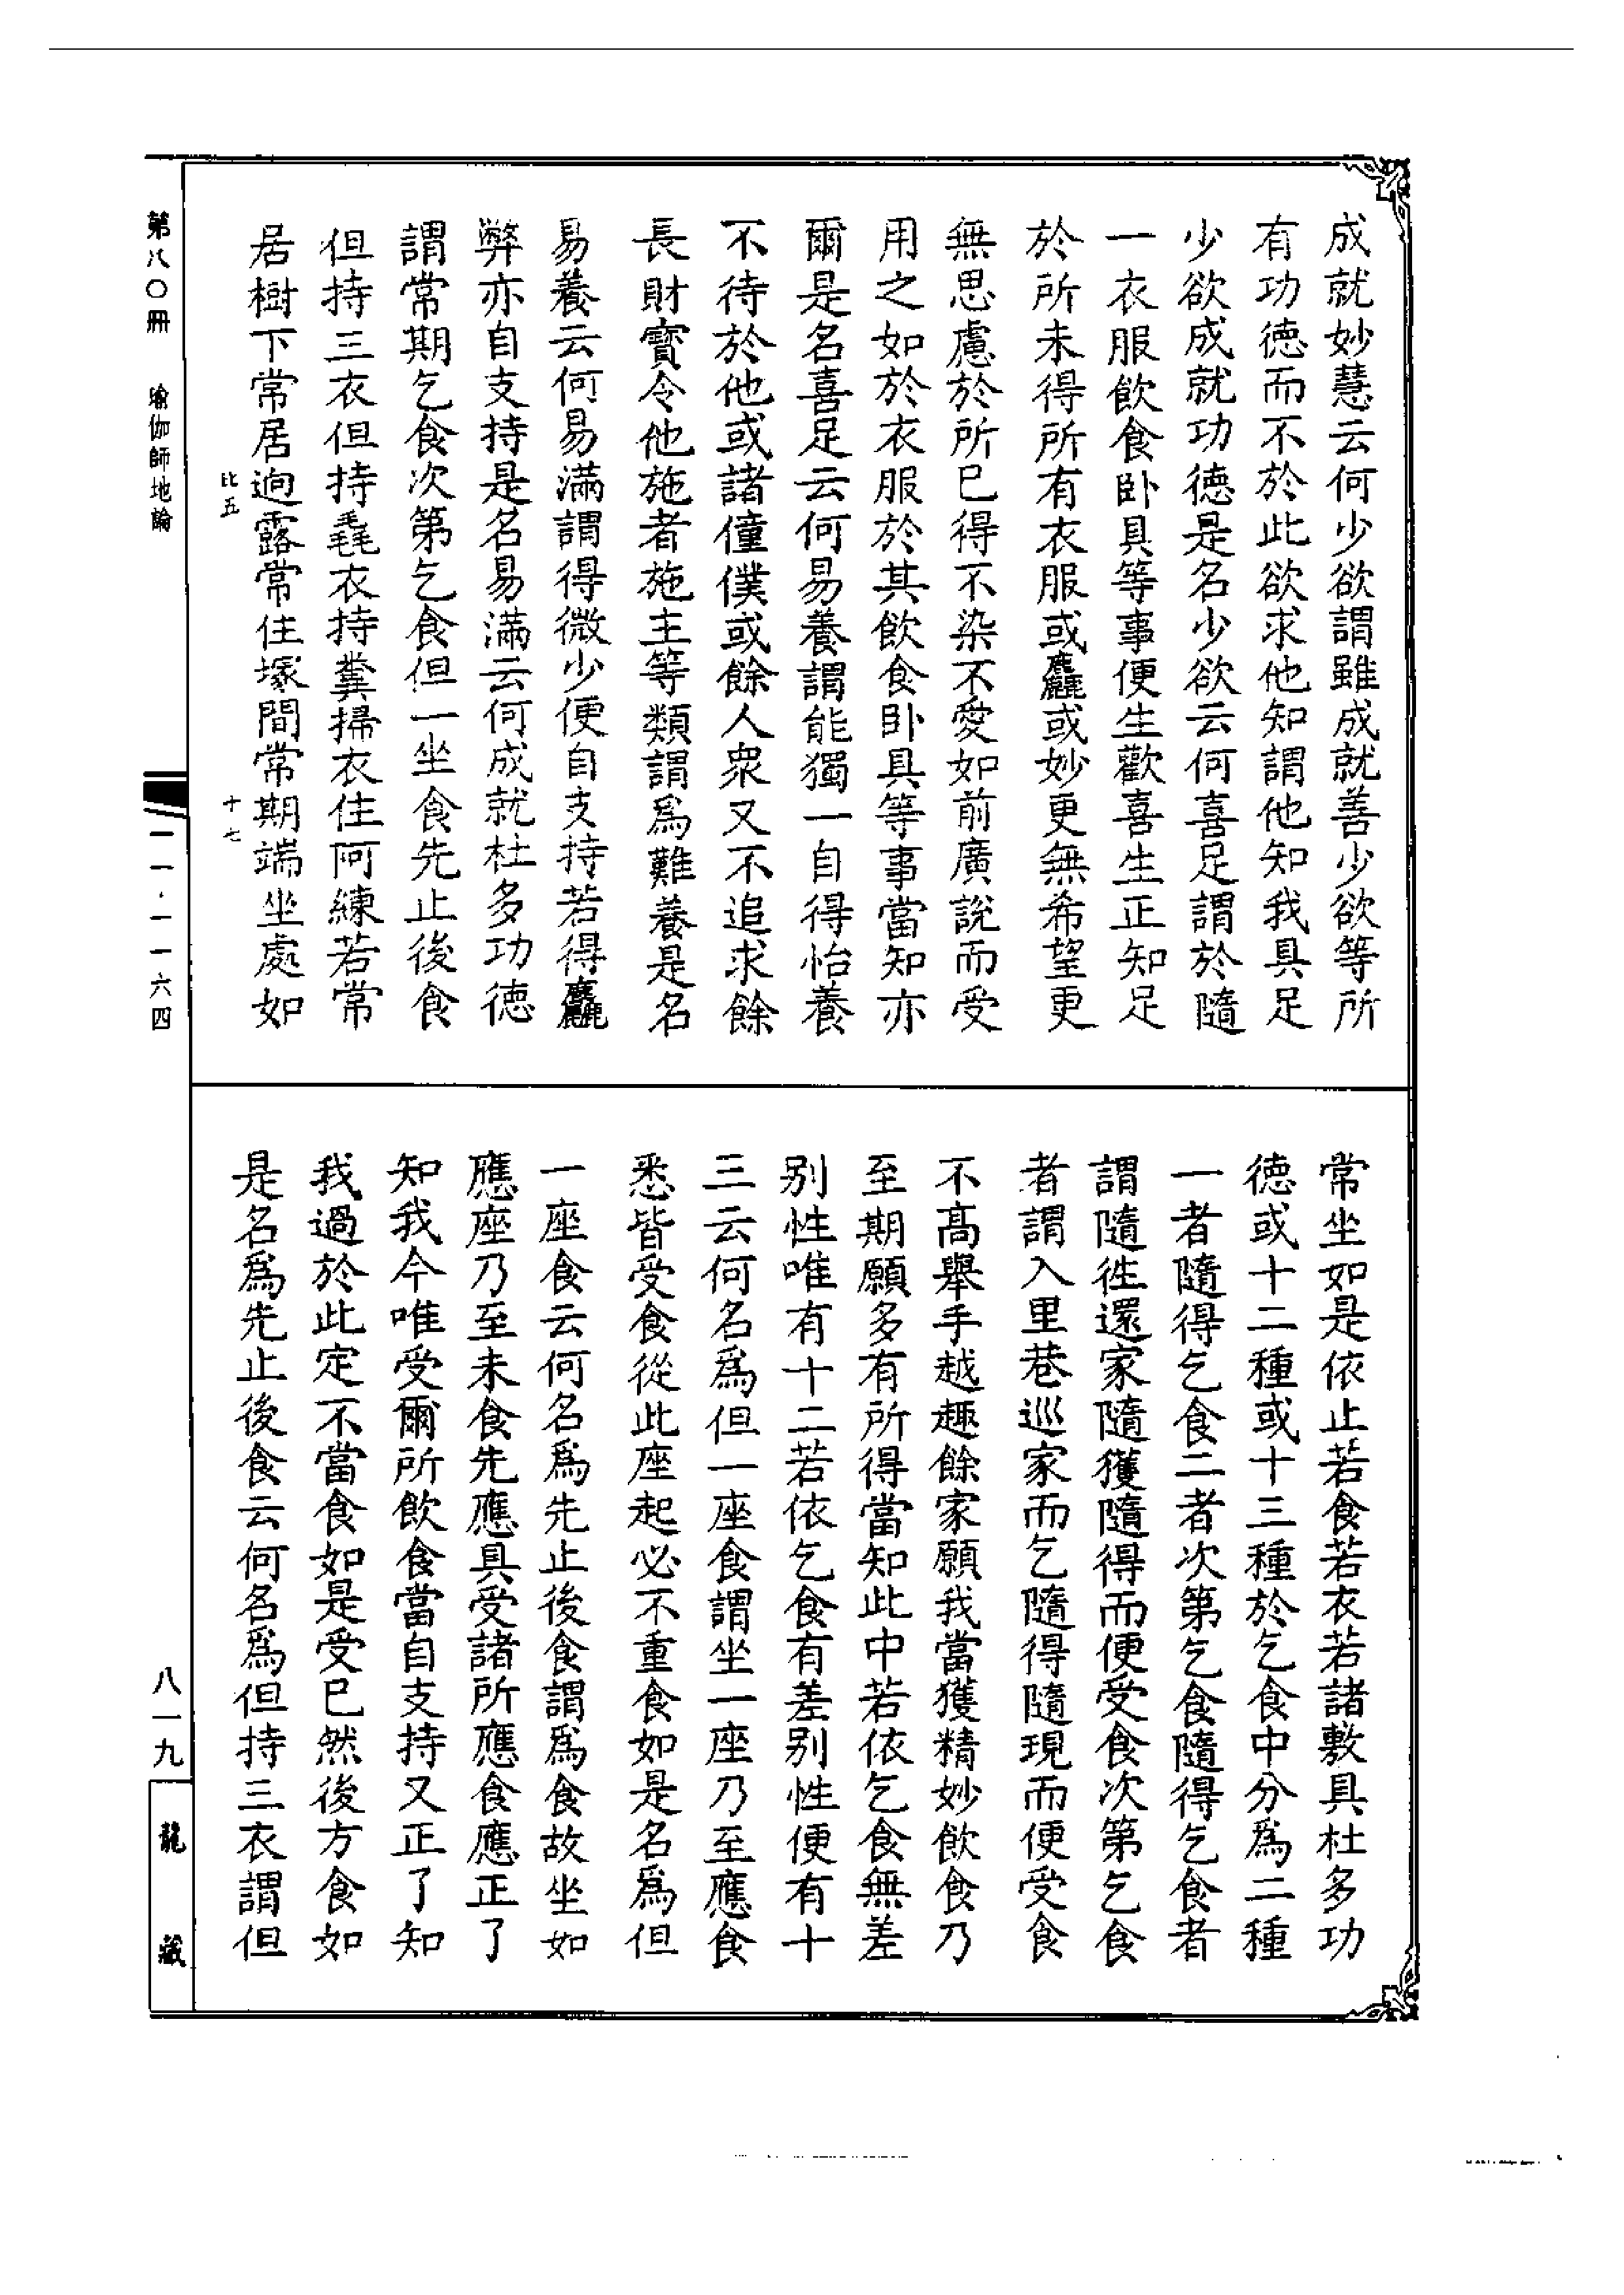 成就妙慧云何少欲謂雖成就善少欲等所
有功德而不於此欲求他知謂他知我具足
少欲成就功德是名少欲云何喜足謂於隨
一衣服飲食卧具等事便生歡喜生正知足
於所未得所有衣服或麤或妙更無希望更
無思慮於所已得不染不愛如前廣說而受
用之如於衣服於其飲食卧具等事當知亦
爾是名喜足云何易養謂能獨一自得怡養
不待於他或諸僮僕或餘人衆又不追求餘
長財寳令他施者施主等類謂爲難養是名
易養云何易滿謂得微少便自支持若得麤
弊亦自支持是名易滿云何成就杜多功德
謂常期乞食次第乞食但一坐食先止後食
但持三衣但持毳衣持糞掃衣住阿練若常
居樹下常居逈露常住塚間常期端坐處如
比五 十七
常坐如是依止若食若衣若諸敷具杜多功
德或十二種或十三種於乞食中分爲二種
一者隨得乞食二者次第乞食隨得乞食者
謂隨徃還家隨獲隨得而便受食次第乞食
者謂入里巷巡家而乞隨得隨現而便受食
不髙舉手越趣餘家願我當獲精妙飲食乃
至期願多有所得當知此中若依乞食無差
别性唯有十二若依乞食有差别性便有十
三云何名爲但一座食謂坐一座乃至應食
悉皆受食從此座起必不重食如是名爲但
一座食云何名爲先止後食謂爲食故坐如
應座乃至未食先應具受諸所應食應正了
知我今唯受爾所飲食當自支持又正了知
我過於此定不當食如是受已然後方食如
是名爲先止後食云何名爲但持三衣謂但
第八〇冊 瑜伽師地論
一一·一一六四
八一九
龍藏